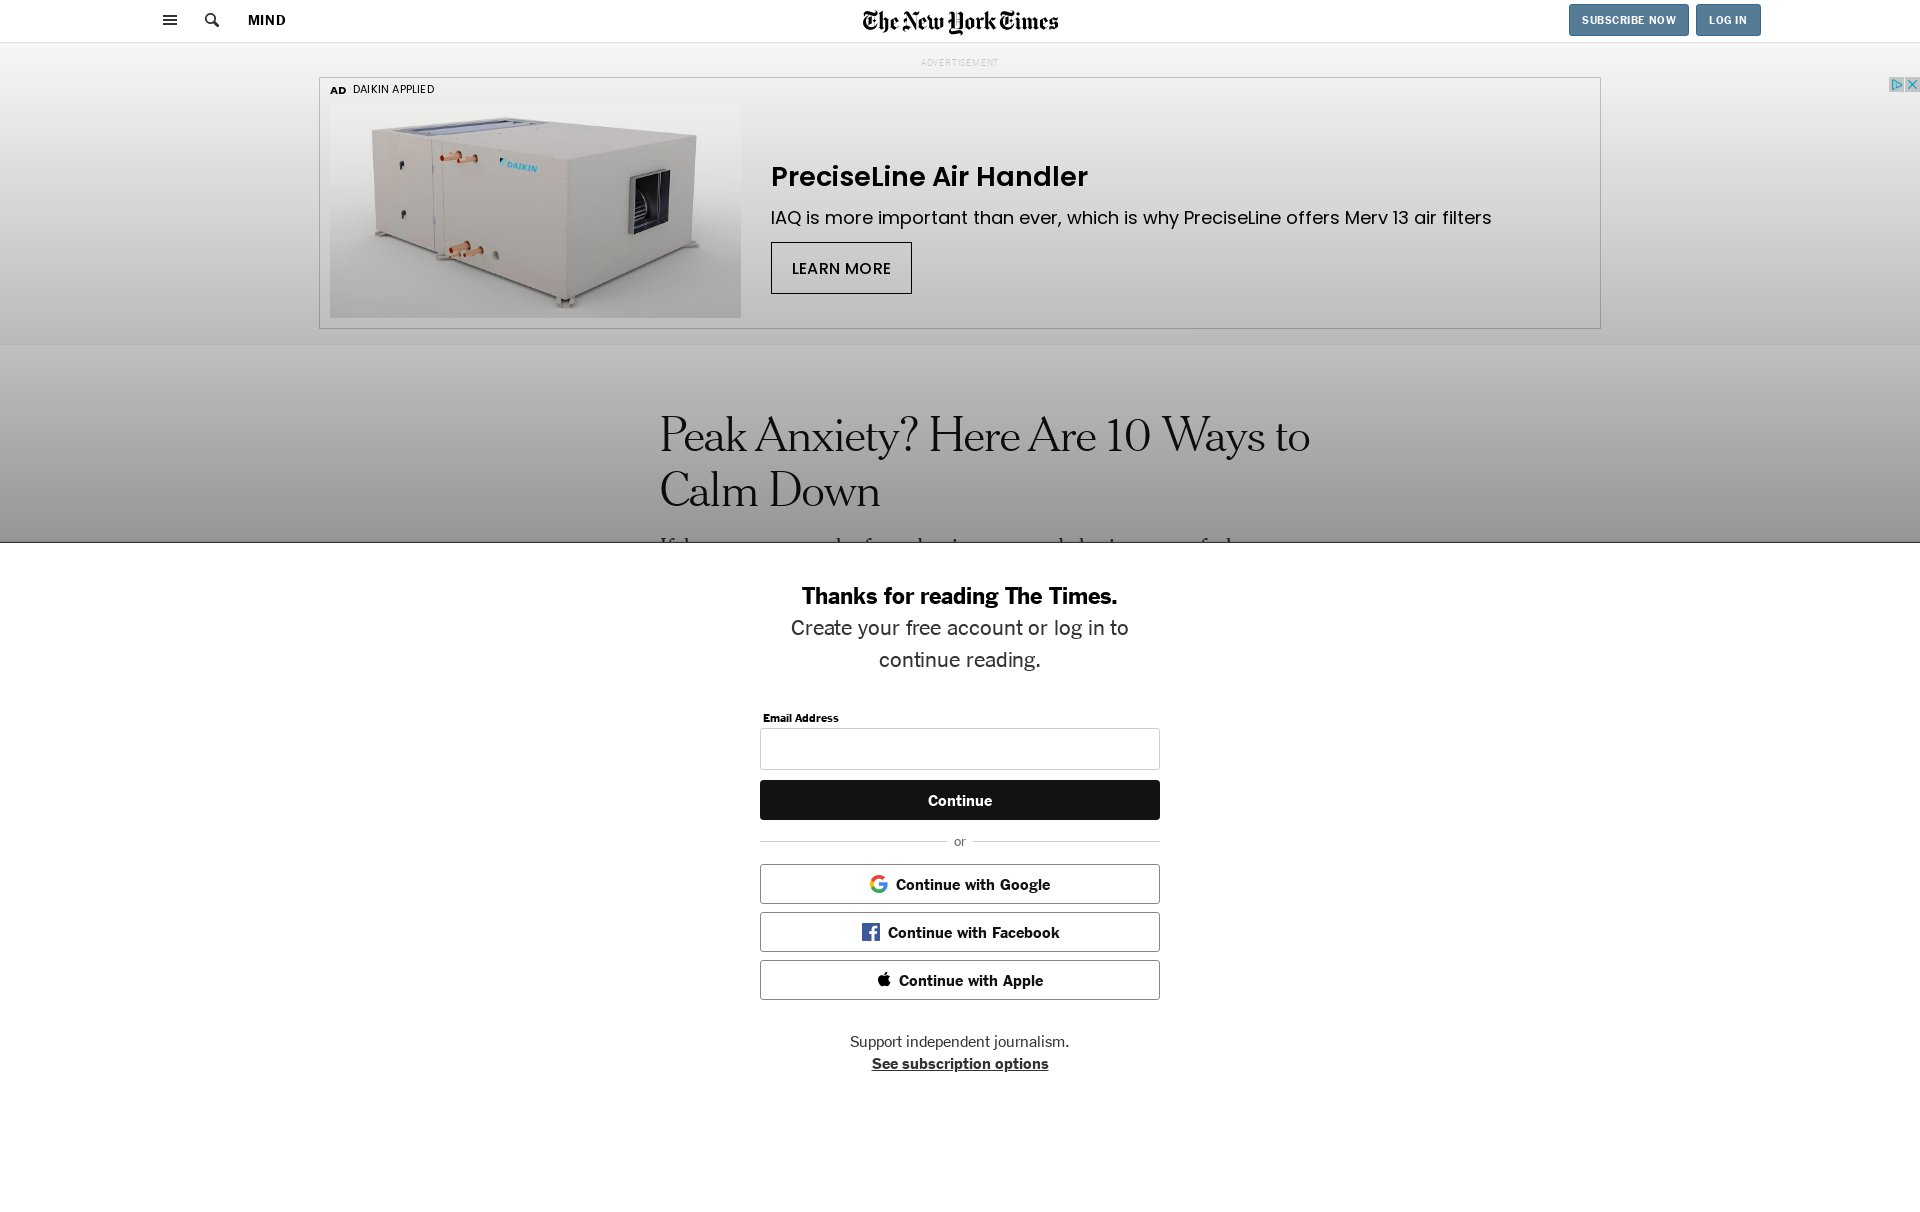 MIND
The New York Times
SUBSCRIBE NOW
LOG IN
ADVERTISEMENT
AD DAIKIN APPLIED
DAIKIN
PreciseLine Air Handler
IAQ is more important than ever, which is why PreciseLine offers Merv 13 air filters
LEARN MORE
Peak Anxiety? Here Are 10 Ways to
Calm Down
Thanks for reading The Times.
Create your free account or log in to
continue reading.
Email Address
Continue
or
Continue with Google
Continue with Facebook
Continue with Apple
Support independent journalism.
See subscription options